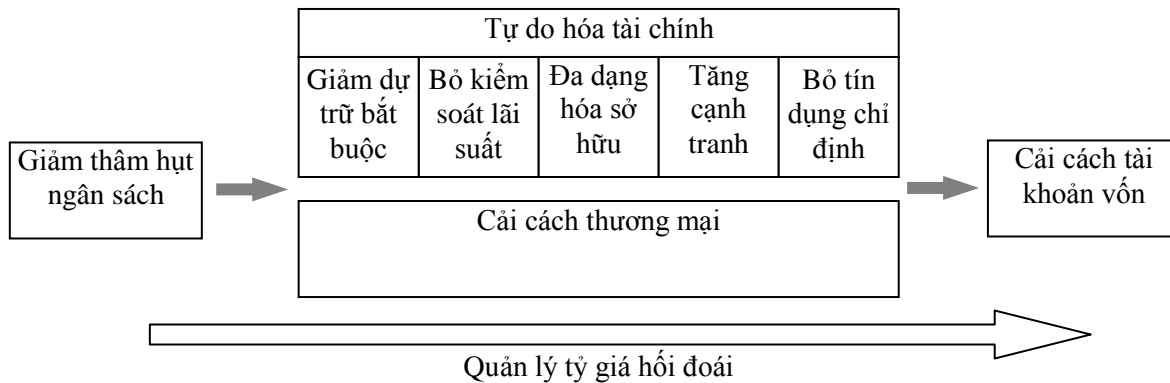 Tự do hóa tài chính
Giảm dự
trữ bắt
buộc
Bỏ kiểm
soát lãi
suất
Đa dạng
hóa sở
hữu
Tăng
cạnh
tranh
Bỏ tín
dụng chỉ
định
Giảm thâm hụt
ngân sách
Cải cách thương mại
Cải cách tài
khoản vốn
Quản lý tỷ giá hối đoái